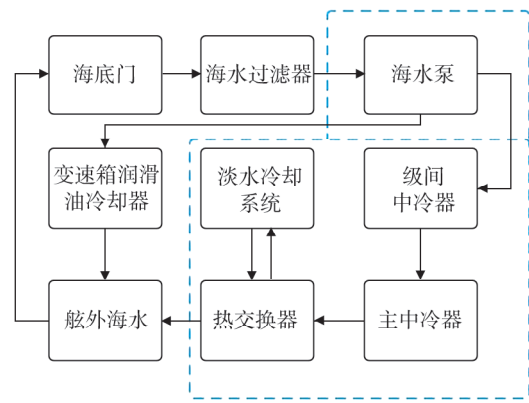 海底门
海水过滤器
海水泵
变速箱润滑
油冷却器
淡水冷却
系统
级间
中冷器
舷外海水
热交换器
主中冷器